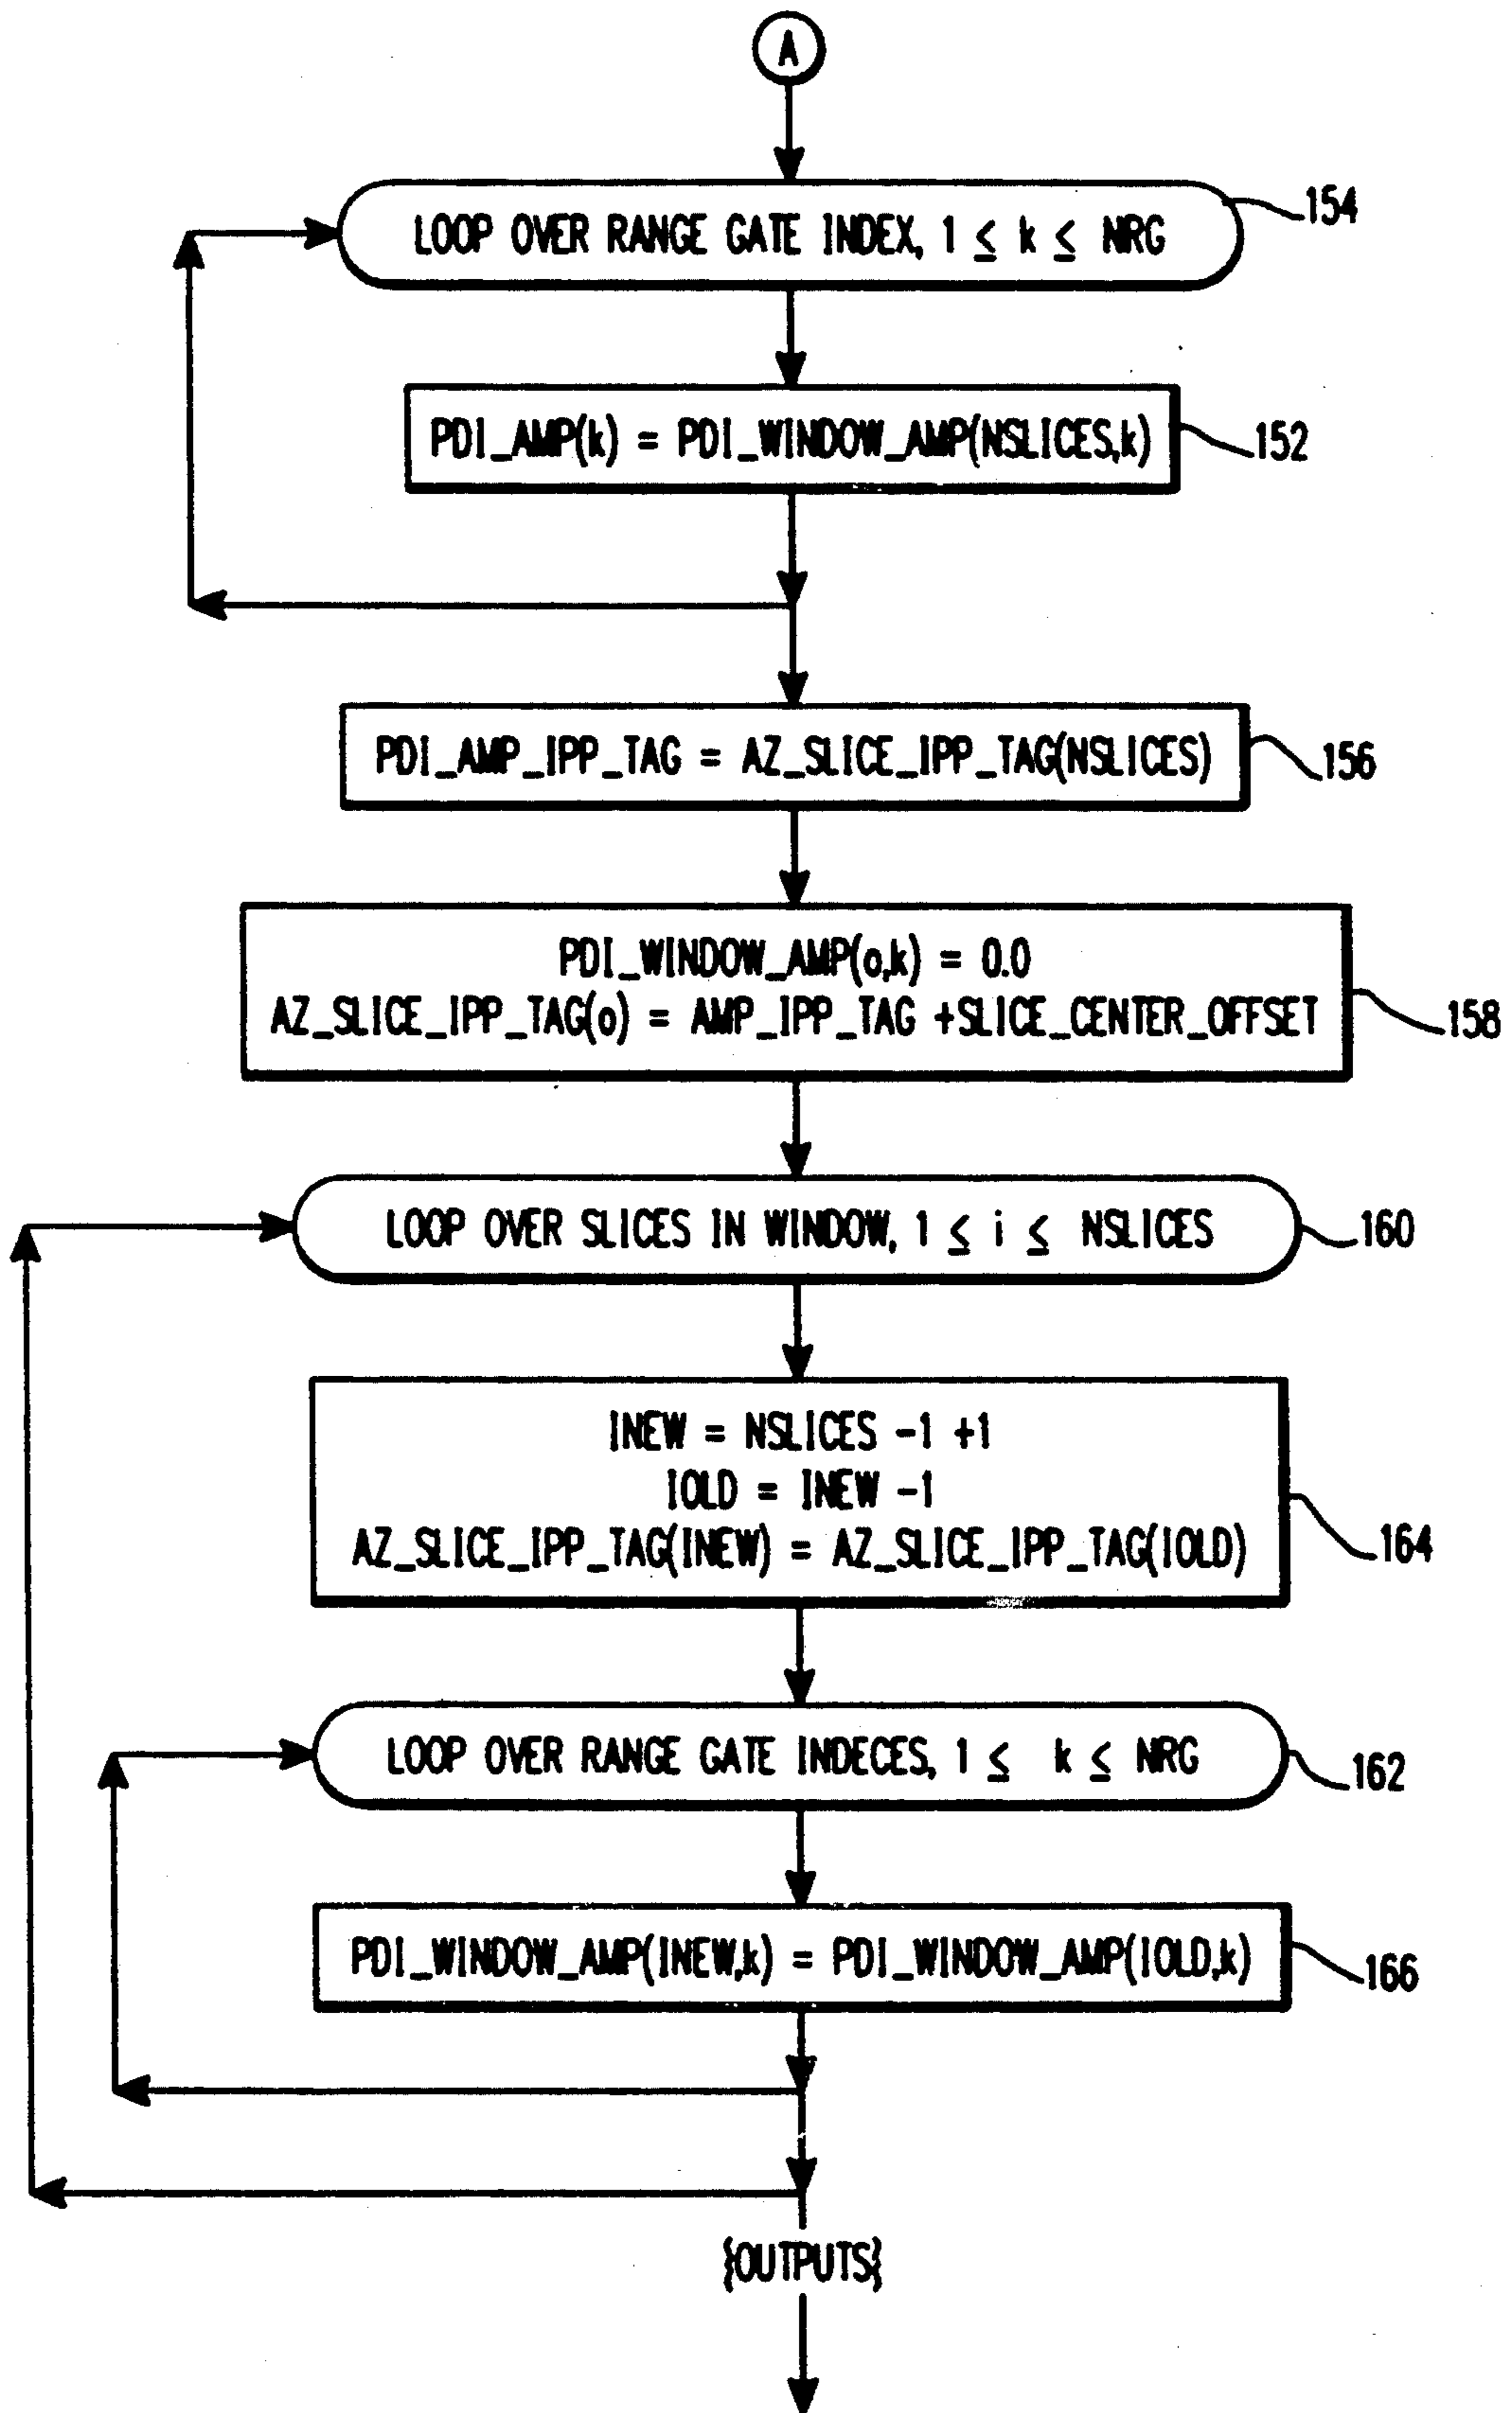 A
LOOP OVER RANGE GATE INDEX, 1 ≤ k ≤ NRG
154
PDI_AMP(k) = PDI_WINDOW_AMP(NSLICES,k)
152
PDI_AMP_IPP_TAG = AZ_SLICE_IPP_TAG(NSLICES)
156
PDI_WINDOW_AMP(o,k) = 0.0
AZ_SLICE_IPP_TAG(o) = AMP_IPP_TAG +SLICE_CENTER_OFFSET
158
LOOP OVER SLICES IN WINDOW, 1 ≤ i ≤ NSLICES
160
INEW = NSLICES -1 +1
IOLD = INEW -1
AZ_SLICE_IPP_TAG(INEW) = AZ_SLICE_IPP_TAG(IOLD)
164
LOOP OVER RANGE GATE INDECES, 1 ≤ k ≤ NRG
162
PDI_WINDOW_AMP(INEW,k) = PDI_WINDOW_AMP(IOLD,k)
166
}OUTPUTS}